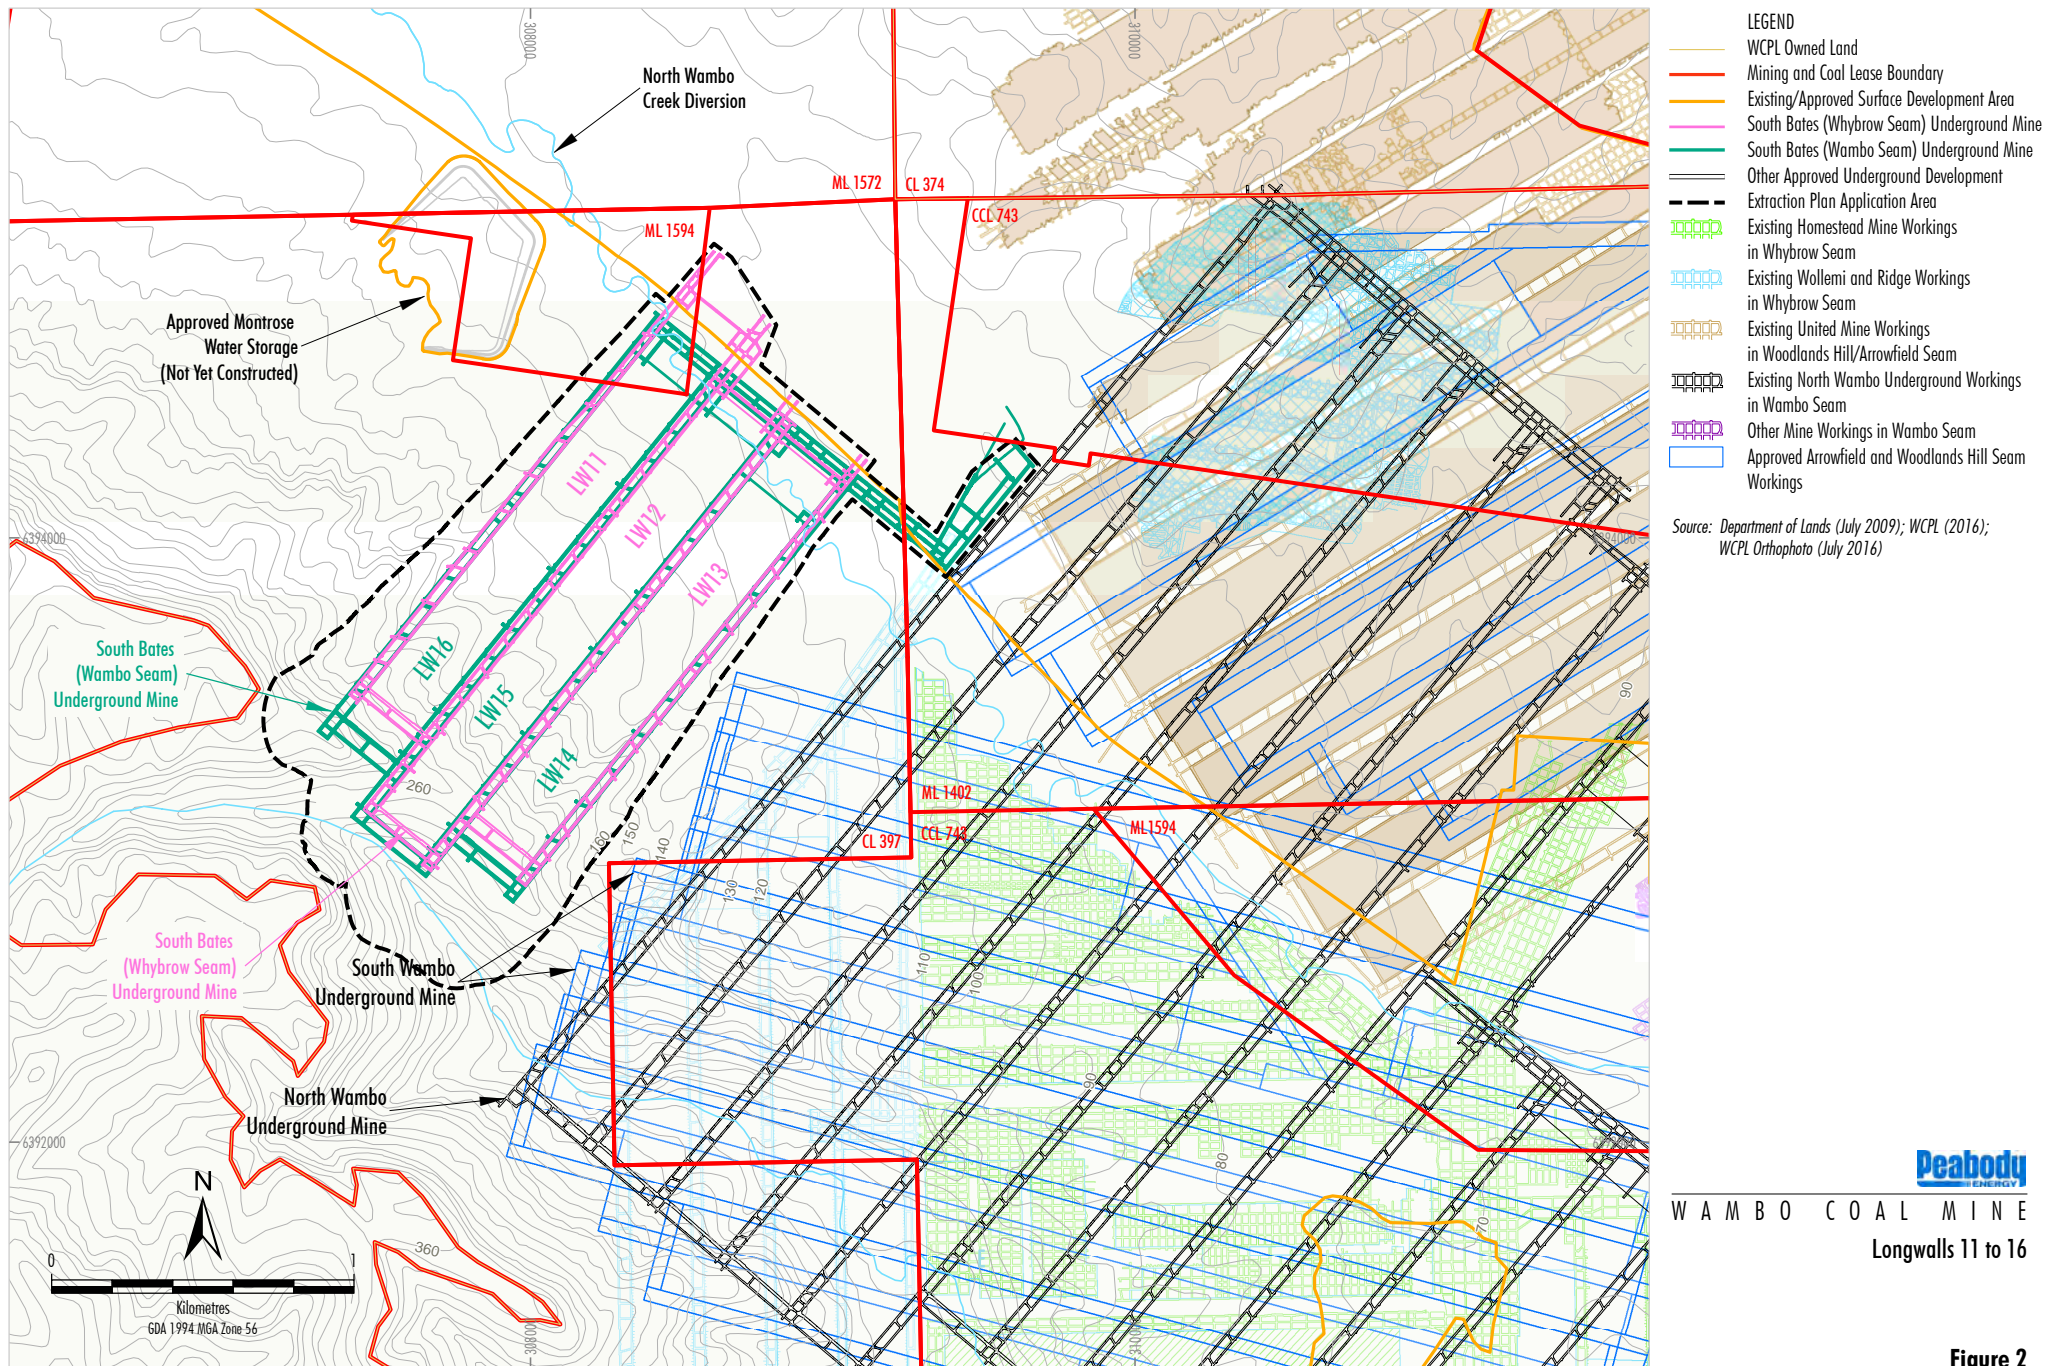 308000
310000
North Wambo
Creek Diversion
ML 1572
CL 374
CCL 743
ML 1594
Approved Montrose
Water Storage
(Not Yet Constructed)
LW11
LW12
LW13
6394000
South Bates
(Wambo Seam)
Underground Mine
LW16
LW15
LW14
260
160
150
140
130
120
110
100
90
90
80
70
360
ML 1402
CCL 743
CL 397
ML1594
South Bates
(Whybrow Seam)
Underground Mine
South Wambo
Underground Mine
North Wambo
Underground Mine
6392000
N
0 1
Kilometres
GDA 1994 MGA Zone 56
308000
LEGEND
WCPL Owned Land
Mining and Coal Lease Boundary
Existing/Approved Surface Development Area
South Bates (Whybrow Seam) Underground Mine
South Bates (Wambo Seam) Underground Mine
Other Approved Underground Development
Extraction Plan Application Area
Existing Homestead Mine Workings
in Whybrow Seam
Existing Wollemi and Ridge Workings
in Whybrow Seam
Existing United Mine Workings
in Woodlands Hill/Arrowfield Seam
Existing North Wambo Underground Workings
in Wambo Seam
Other Mine Workings in Wambo Seam
Approved Arrowfield and Woodlands Hill Seam
Workings
Source: Department of Lands (July 2009); WCPL (2016);
WCPL Orthophoto (July 2016)
Peabody
ENERGY
WAMBO COAL MINE
Longwalls 11 to 16
Figure 2